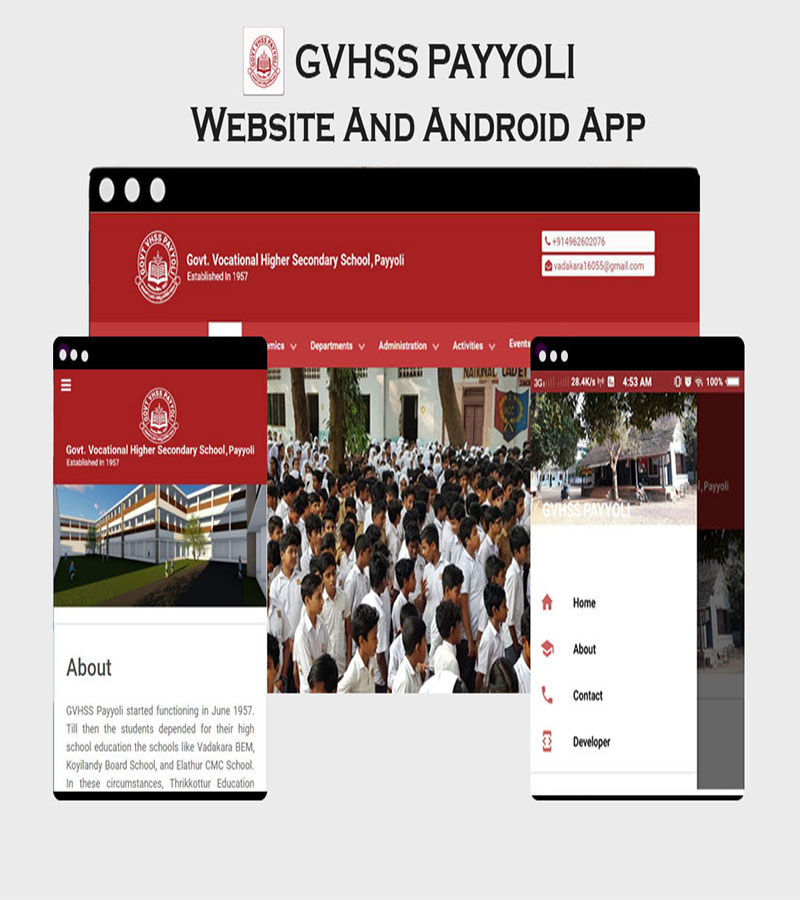 GVHSS PAYYOLI
WEBSITE AND ANDROID APP
GOVT VHSS PAYYOLI
Govt. Vocational Higher Secondary School, Payyoli
Established In 1957
+914962602076
vadakara16055@gmail.com
emics Departments Administration Activities Events
NATIONAL CADET
GOVT VHSS PAYYOLI
Govt. Vocational Higher Secondary School, Payyoli
Established In 1957
About
GVHSS Payyoli started functioning in June 1957.
Till then the students depended for their high
school education the schools like Vadakara BEM,
Koyilandy Board School, and Elathur CMC School.
In these circumstances, Thrikkottur Education
3G 28.4K/s 4:53 AM 100%
, Payyoli
GVHSS PAYYOLI
Home
About
Contact
Developer